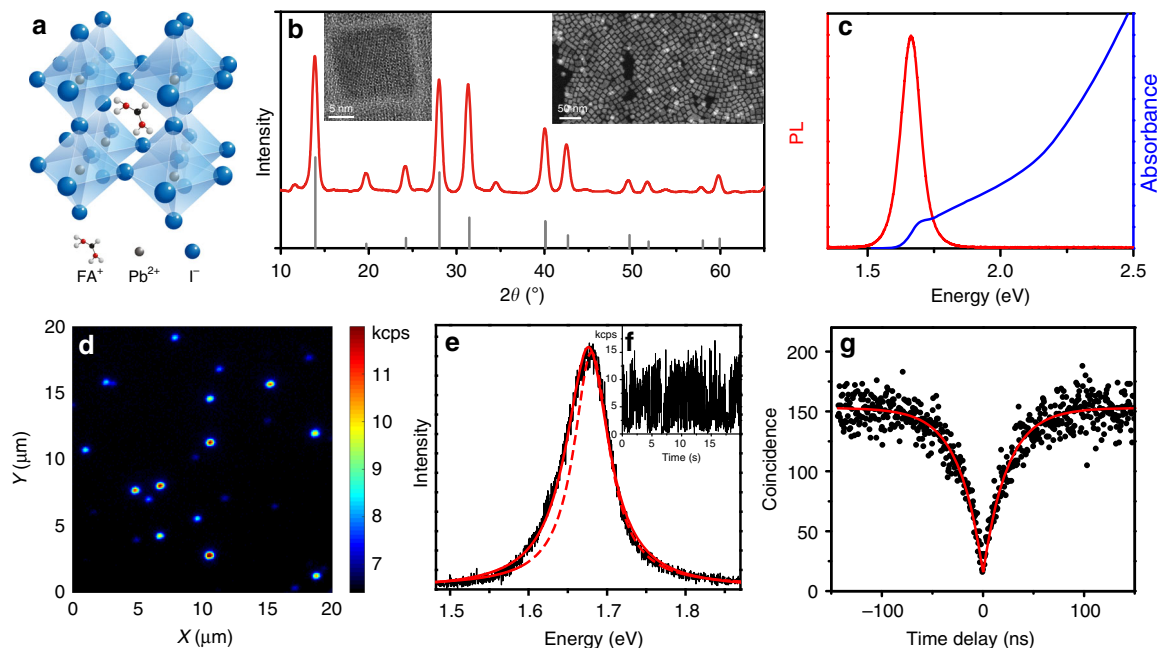 a
FA⁺ Pb²⁺ I⁻
b
5 nm
50 nm
Intensity
10 20 30 40 50 60
2θ (°)
c
PL
Absorbance
1.5 2.0 2.5
Energy (eV)
d
kcps
20
15
10
5
0
0 5 10 15 20
11
10
9
8
7
Y (μm)
X (μm)
e
Intensity
1.5 1.6 1.7 1.8
Energy (eV)
f
kcps
15
10
5
0
0 5 10 15
Time (s)
g
200
150
100
50
0
Coincidence
−100 0 100
Time delay (ns)